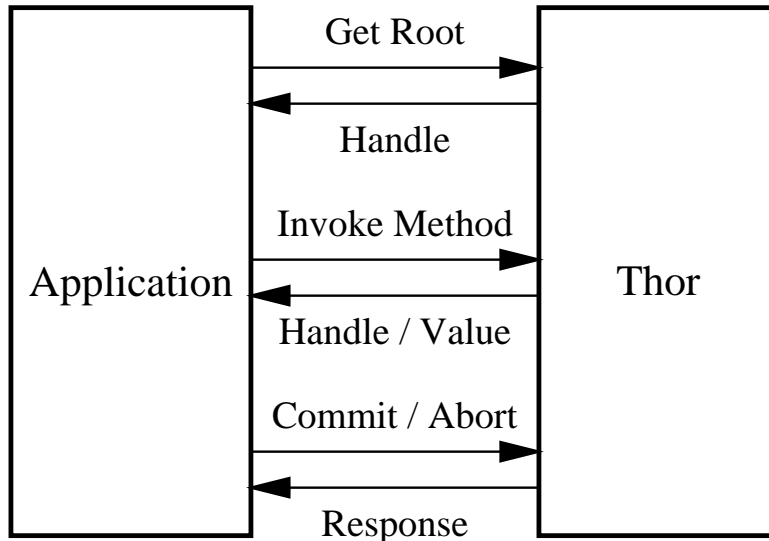 Get Root
Handle
Invoke Method
Application
Thor
Handle / Value
Commit / Abort
Response